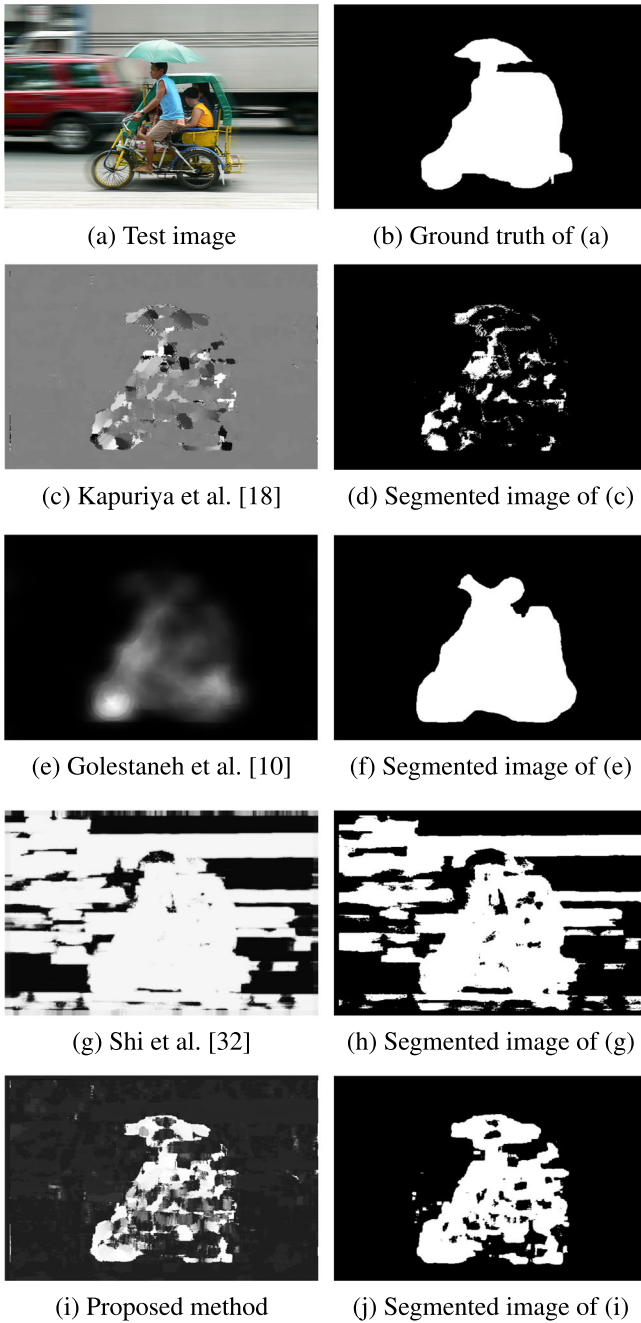 (a) Test image
(b) Ground truth of (a)
(c) Kapuriya et al. [18]
(d) Segmented image of (c)
(e) Golestaneh et al. [10]
(f) Segmented image of (e)
(g) Shi et al. [32]
(h) Segmented image of (g)
(i) Proposed method
(j) Segmented image of (i)